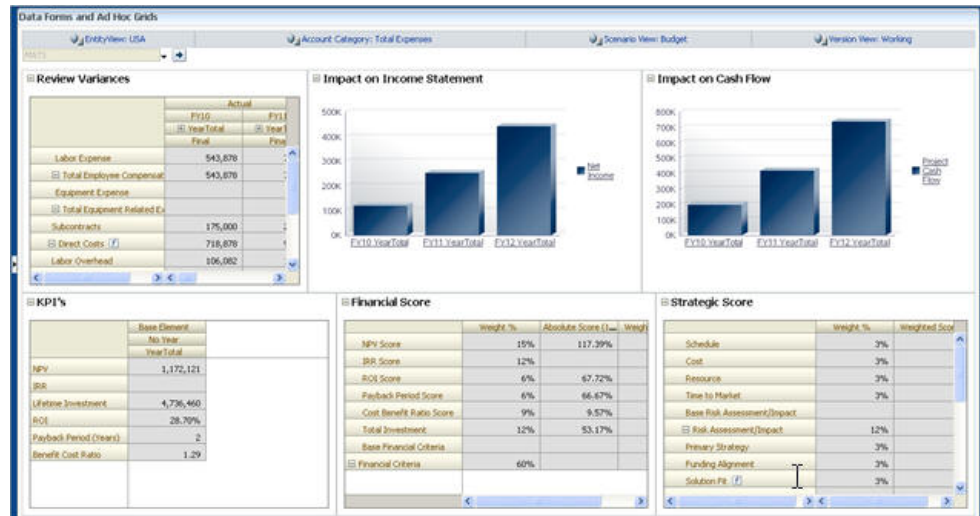 Data Forms and Ad Hoc Grids
EntityView: USA
Account Category: Total Expenses
Scenario View: Budget
Version View: Working
Review Variances
Actual
FY10 FY11
YearTotal
Final
Labor Expense 543,878
Total Employee Compensat 543,878
Equipment Expense
Total Equipment Related Ex
Subcontracts 175,000
Direct Costs 718,878
Labor Overhead 106,082
Impact on Income Statement
500K
400K
300K
200K
100K
0K
FY10 YearTotal FY11 YearTotal FY12 YearTotal
Net Income
Impact on Cash Flow
800K
700K
600K
500K
400K
300K
200K
100K
0K
FY10 YearTotal FY11 YearTotal FY12 YearTotal
Project Cash Flow
KPI's
Base Element
No Year
YearTotal
NPV 1,172,121
IRR
Lifetime Investment 4,736,460
ROI 28.70%
Payback Period (Years) 2
Benefit Cost Ratio 1.29
Financial Score
Weight % Absolute Score (1... Weigh
NPV Score 15% 117.39%
IRR Score 12%
ROI Score 6% 67.72%
Payback Period Score 6% 66.67%
Cost Benefit Ratio Score 9% 9.57%
Total Investment 12% 53.17%
Base Financial Criteria
Financial Criteria 60%
Strategic Score
Weight % Weighted Scor
Schedule 3%
Cost 3%
Resource 3%
Time to Market 3%
Base Risk Assessment/Impact
Risk Assessment/Impact 12%
Primary Strategy 3%
Funding Alignment 3%
Solution Fit 3%